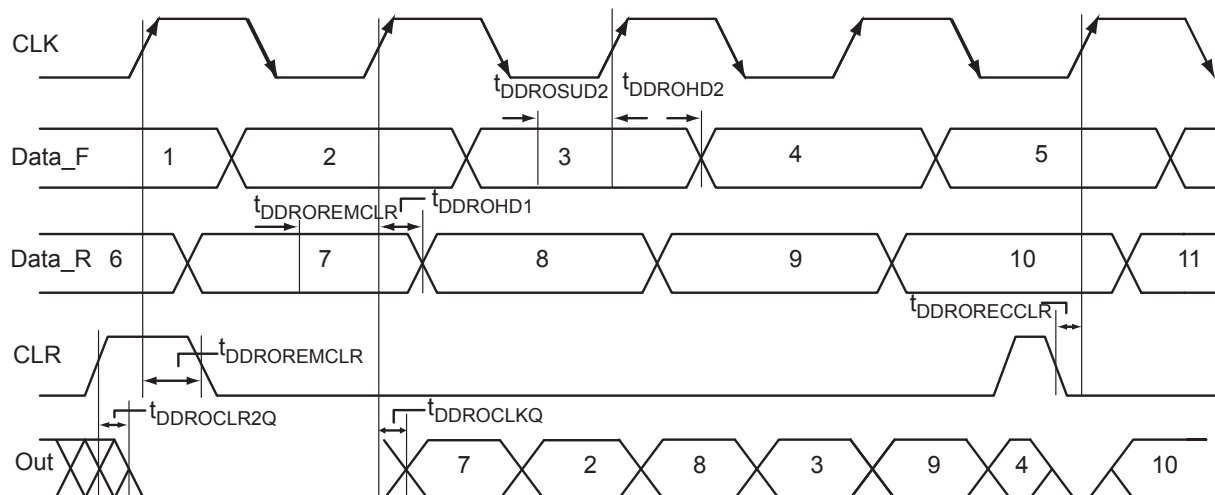 CLK
tDDROSUD2 tDDROHD2
Data_F 1 2 3 4 5
tDDROREMCLR tDDROHD1
Data_R 6 7 8 9 10 11
tDDRORECCLR
CLR
tDDROREMCLR
tDDROCLR2Q tDDROCLKQ
Out 7 2 8 3 9 4 10